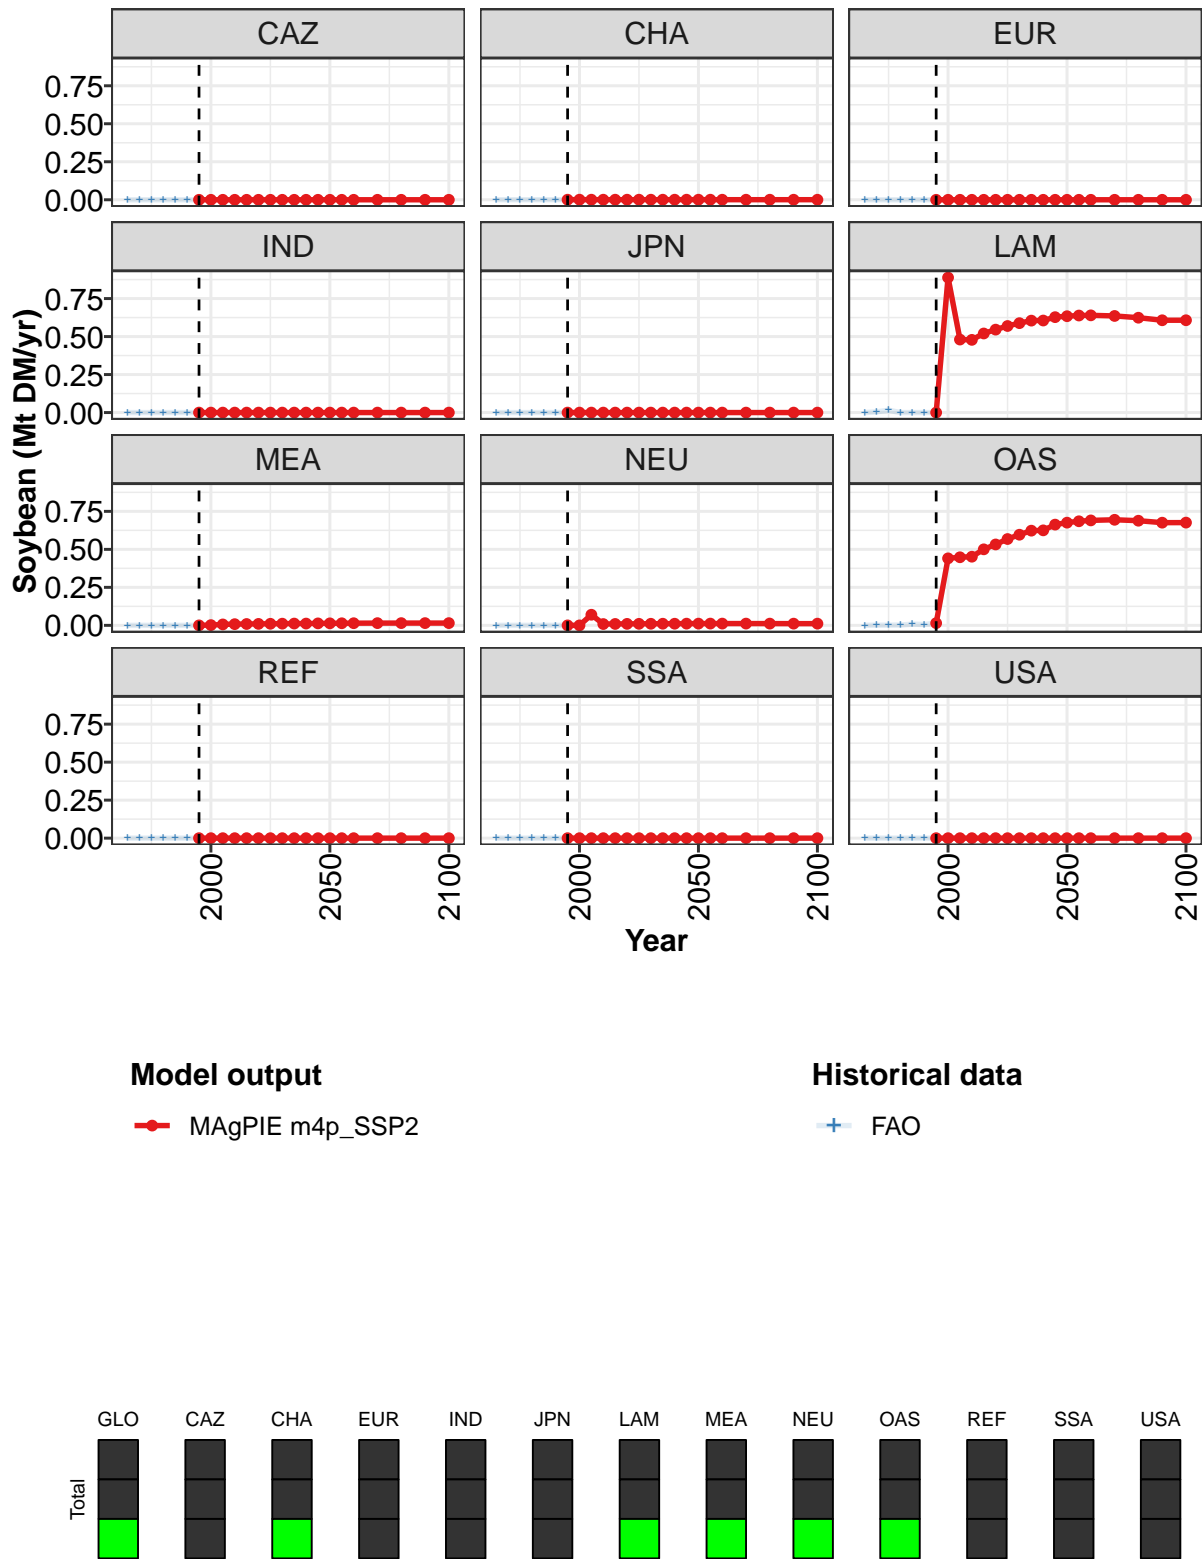 CAZ CHA EUR
0.75
0.50
0.25
0.00
IND JPN LAM
0.75
0.50
0.25
0.00
MEA NEU OAS
0.75
0.50
0.25
0.00
REF SSA USA
0.75
0.50
0.25
0.00
Soybean (Mt DM/yr)
2000 2050 2100 2000 2050 2100 2000 2050 2100
Year
Model output Historical data
MAgPIE m4p_SSP2 FAO
GLO CAZ CHA EUR IND JPN LAM MEA NEU OAS REF SSA USA
Total